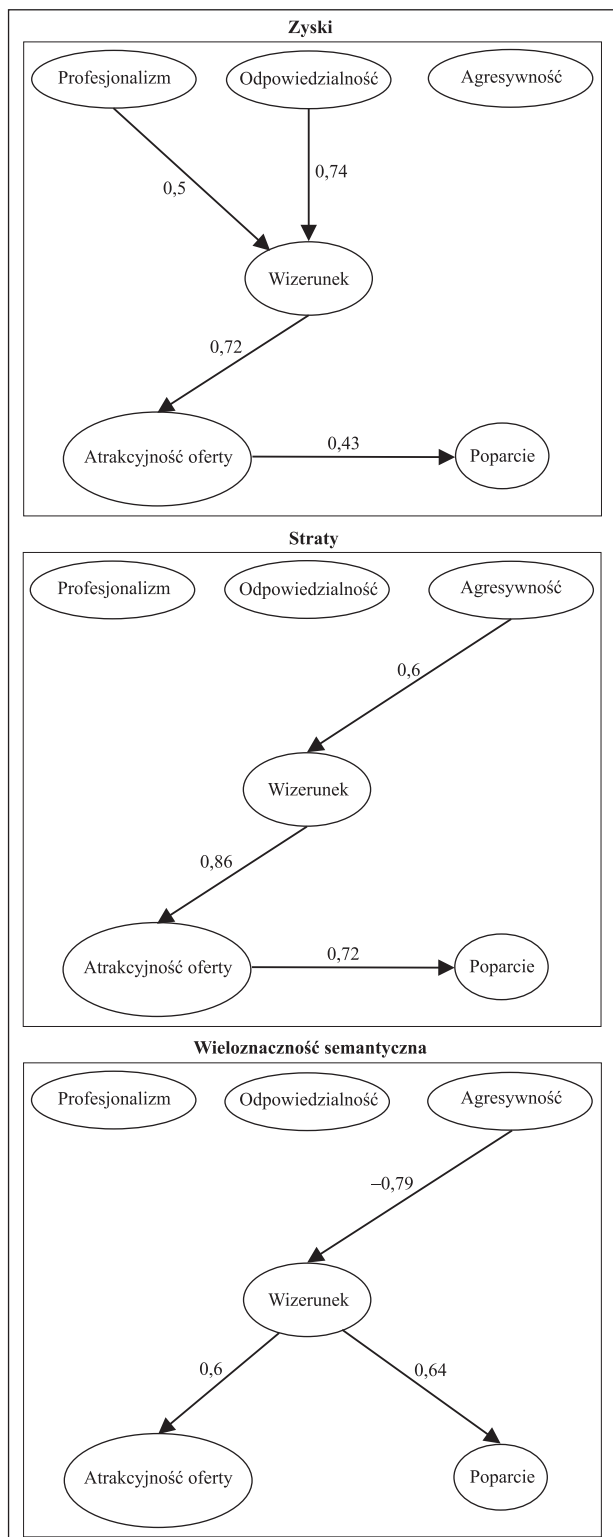 Zyski
Profesjonalizm Odpowiedzialność Agresywność
0,5 0,74
Wizerunek
0,72
Atrakcyjność oferty 0,43 Poparcie
Straty
Profesjonalizm Odpowiedzialność Agresywność
0,6
Wizerunek
0,86
Atrakcyjność oferty 0,72 Poparcie
Wieloznaczność semantyczna
Profesjonalizm Odpowiedzialność Agresywność
–0,79
Wizerunek
0,6 0,64
Atrakcyjność oferty Poparcie